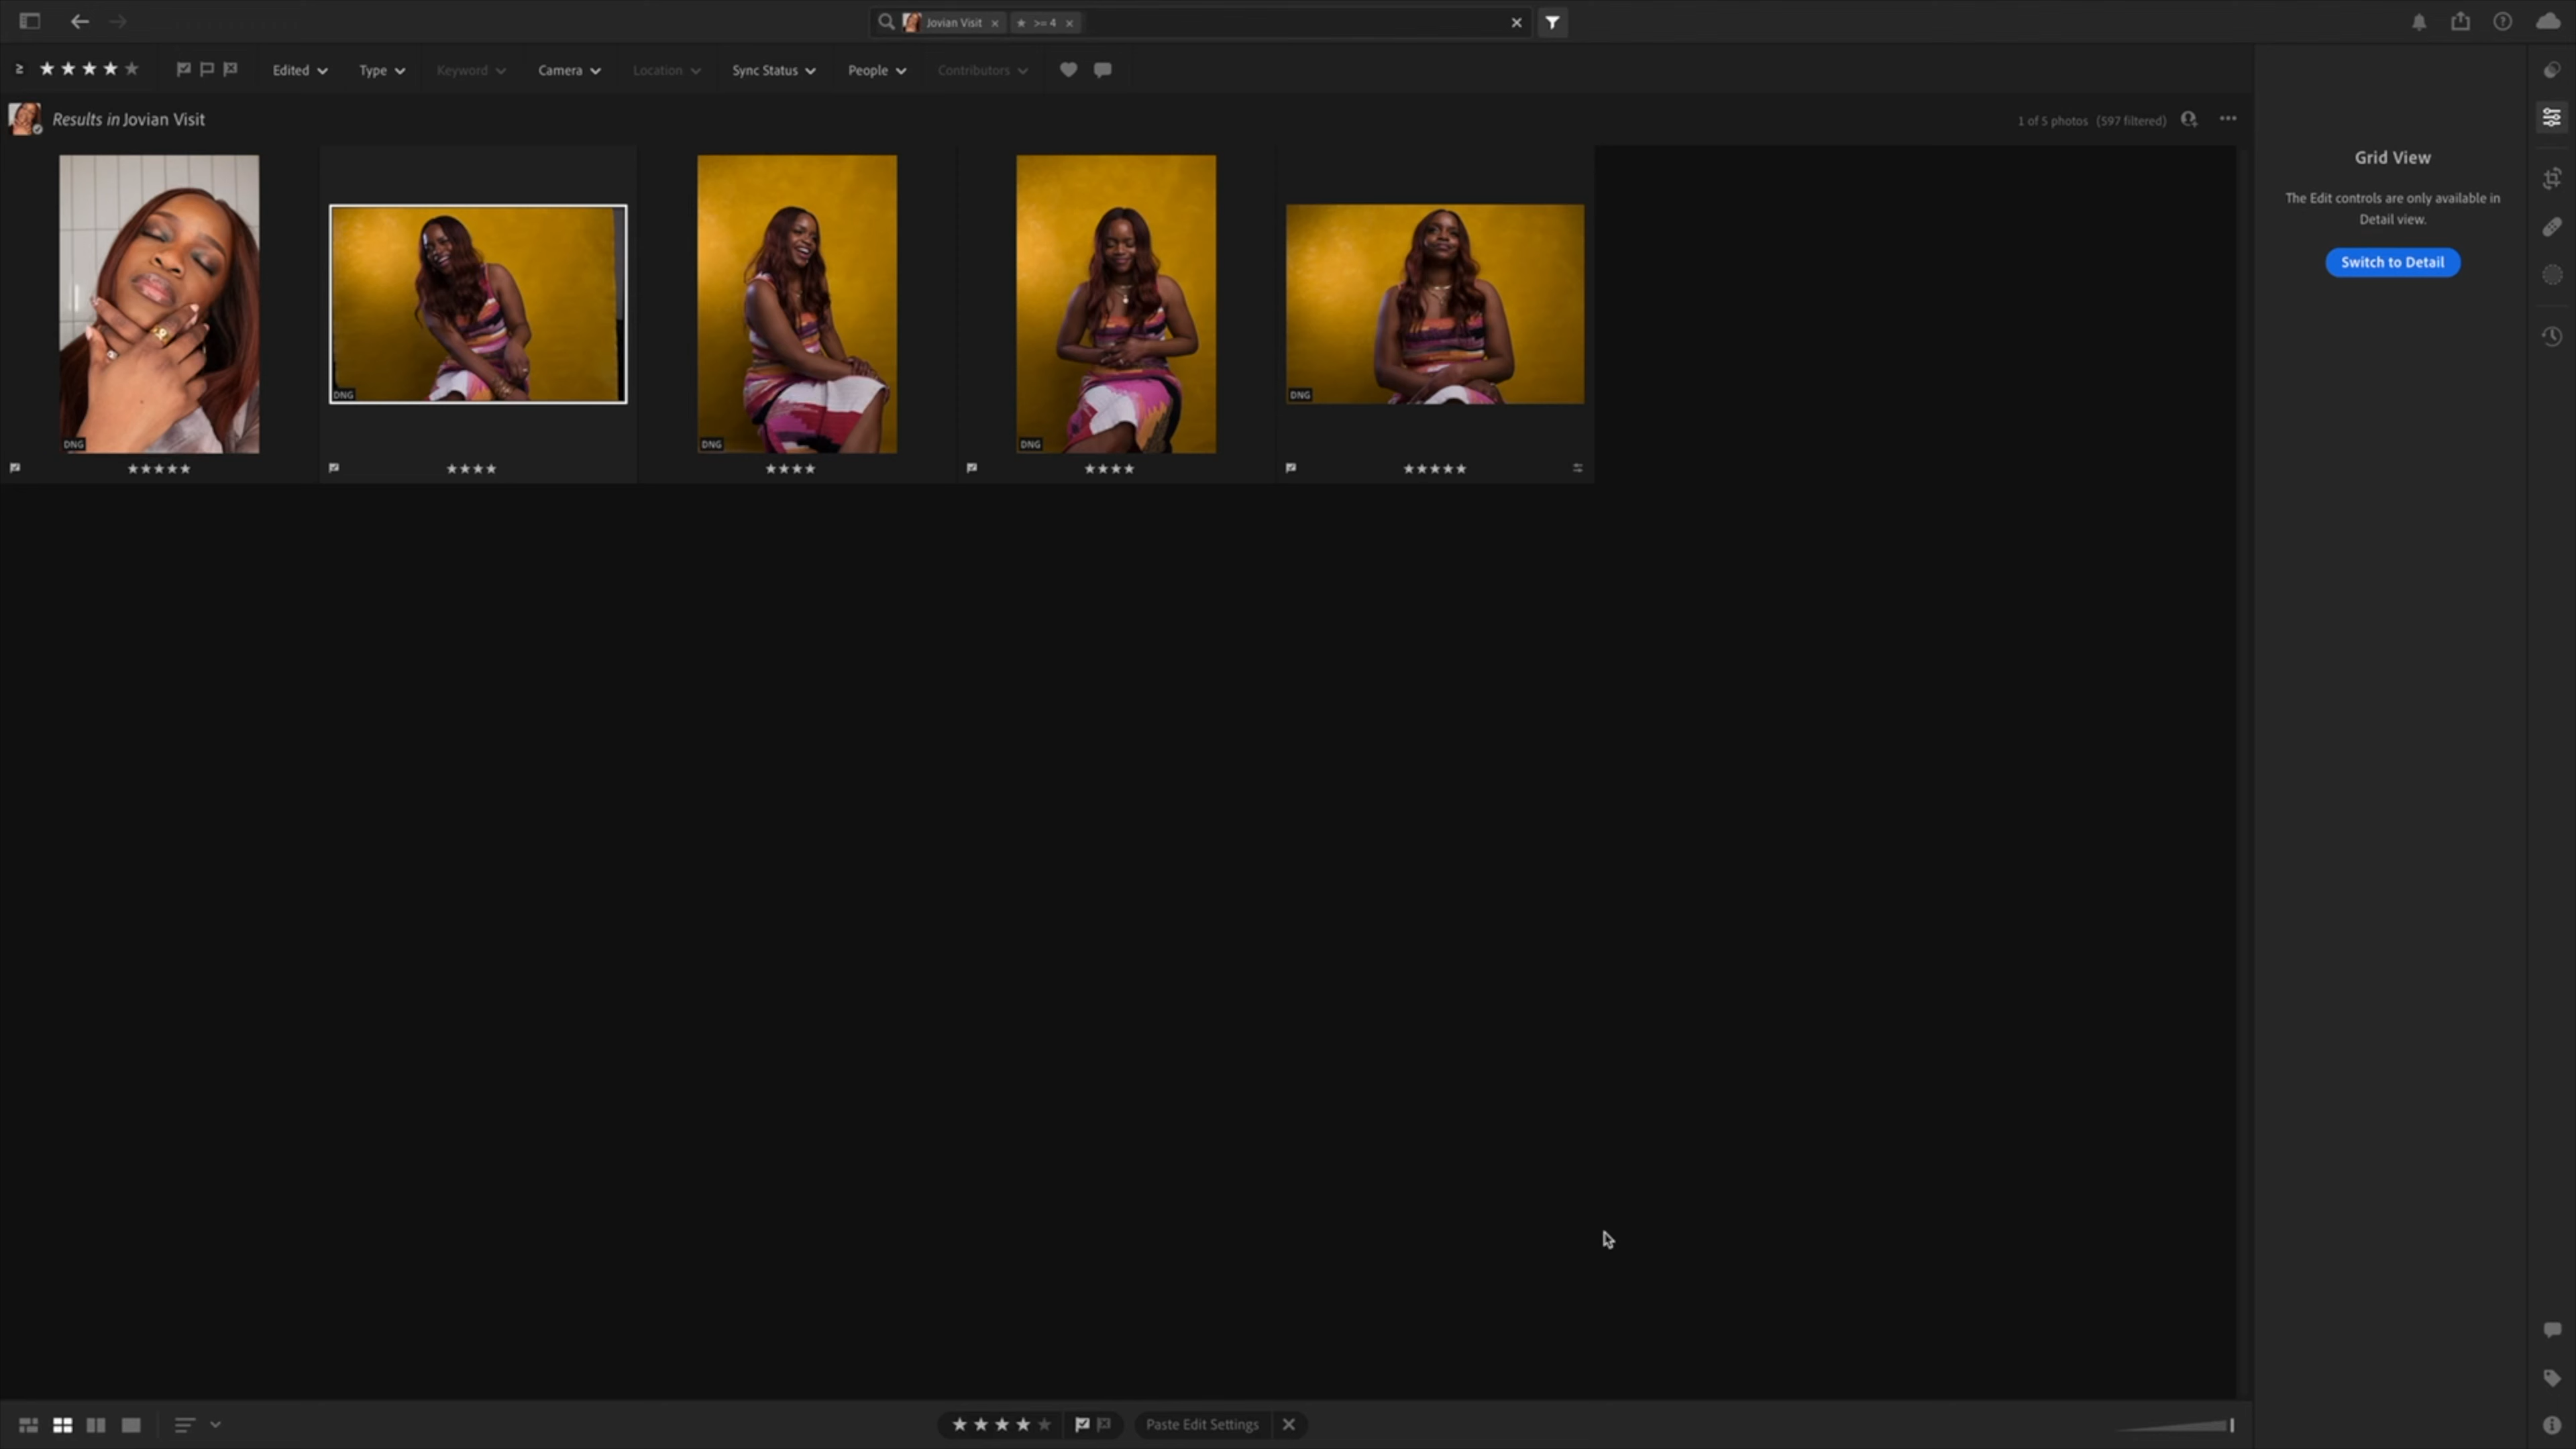 Jovian Visit
>= 4
≥
Edited
Type
Keyword
Camera
Location
Sync Status
People
Contributors
Results in Jovian Visit
1 of 5 photos (597 filtered)
Grid View
The Edit controls are only available in
Detail view.
Switch to Detail
DNG
DNG
DNG
DNG
DNG
Paste Edit Settings